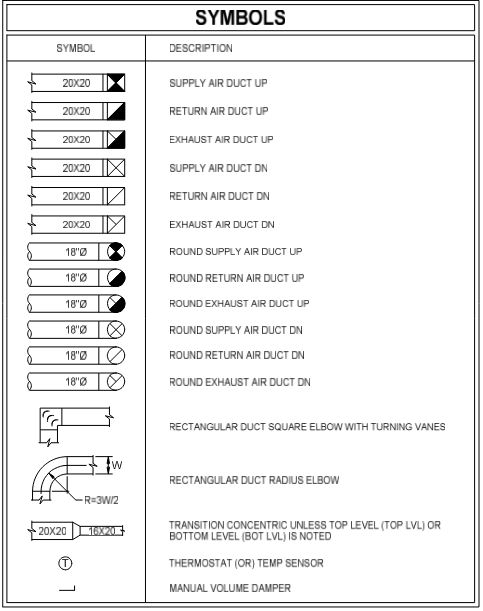 SYMBOLS
SYMBOL DESCRIPTION
20X20 SUPPLY AIR DUCT UP
20X20 RETURN AIR DUCT UP
20X20 EXHAUST AIR DUCT UP
20X20 SUPPLY AIR DUCT DN
20X20 RETURN AIR DUCT DN
20X20 EXHAUST AIR DUCT DN
18"Ø ROUND SUPPLY AIR DUCT UP
18"Ø ROUND RETURN AIR DUCT UP
18"Ø ROUND EXHAUST AIR DUCT UP
18"Ø ROUND SUPPLY AIR DUCT DN
18"Ø ROUND RETURN AIR DUCT DN
18"Ø ROUND EXHAUST AIR DUCT DN
RECTANGULAR DUCT SQUARE ELBOW WITH TURNING VANES
W
RECTANGULAR DUCT RADIUS ELBOW
R=3W/2
20X20 16X20 TRANSITION CONCENTRIC UNLESS TOP LEVEL (TOP LVL) OR
BOTTOM LEVEL (BOT LVL) IS NOTED
T THERMOSTAT (OR) TEMP SENSOR
MANUAL VOLUME DAMPER